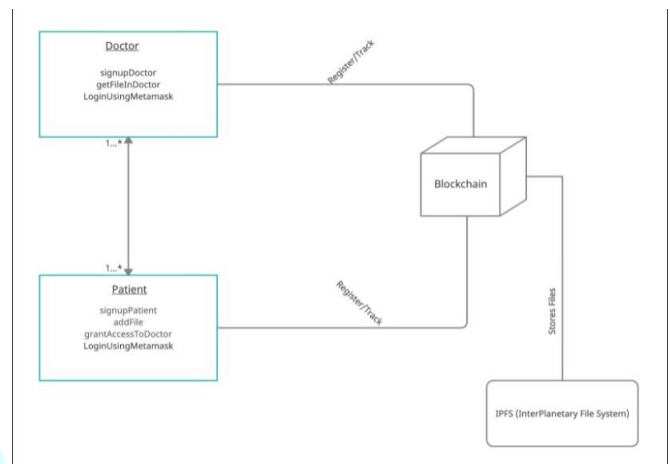 Doctor
signupDoctor
getFileInDoctor
LoginUsingMetamask
Register/Track
1...*
Blockchain
1...*
Patient
signupPatient
addFile
grantAccessToDoctor
LoginUsingMetamask
Register/Track
Stores Files
IPFS (InterPlanetary File System)